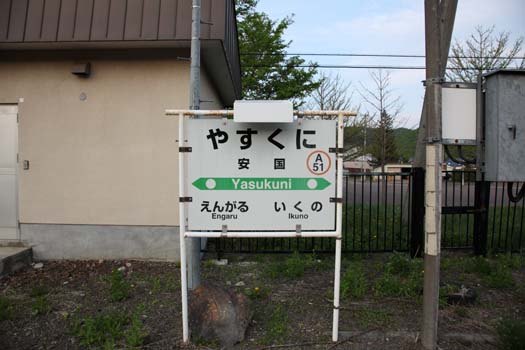 やすくに
安国
A
51
Yasukuni
えんがる いくの
Engaru Ikuno